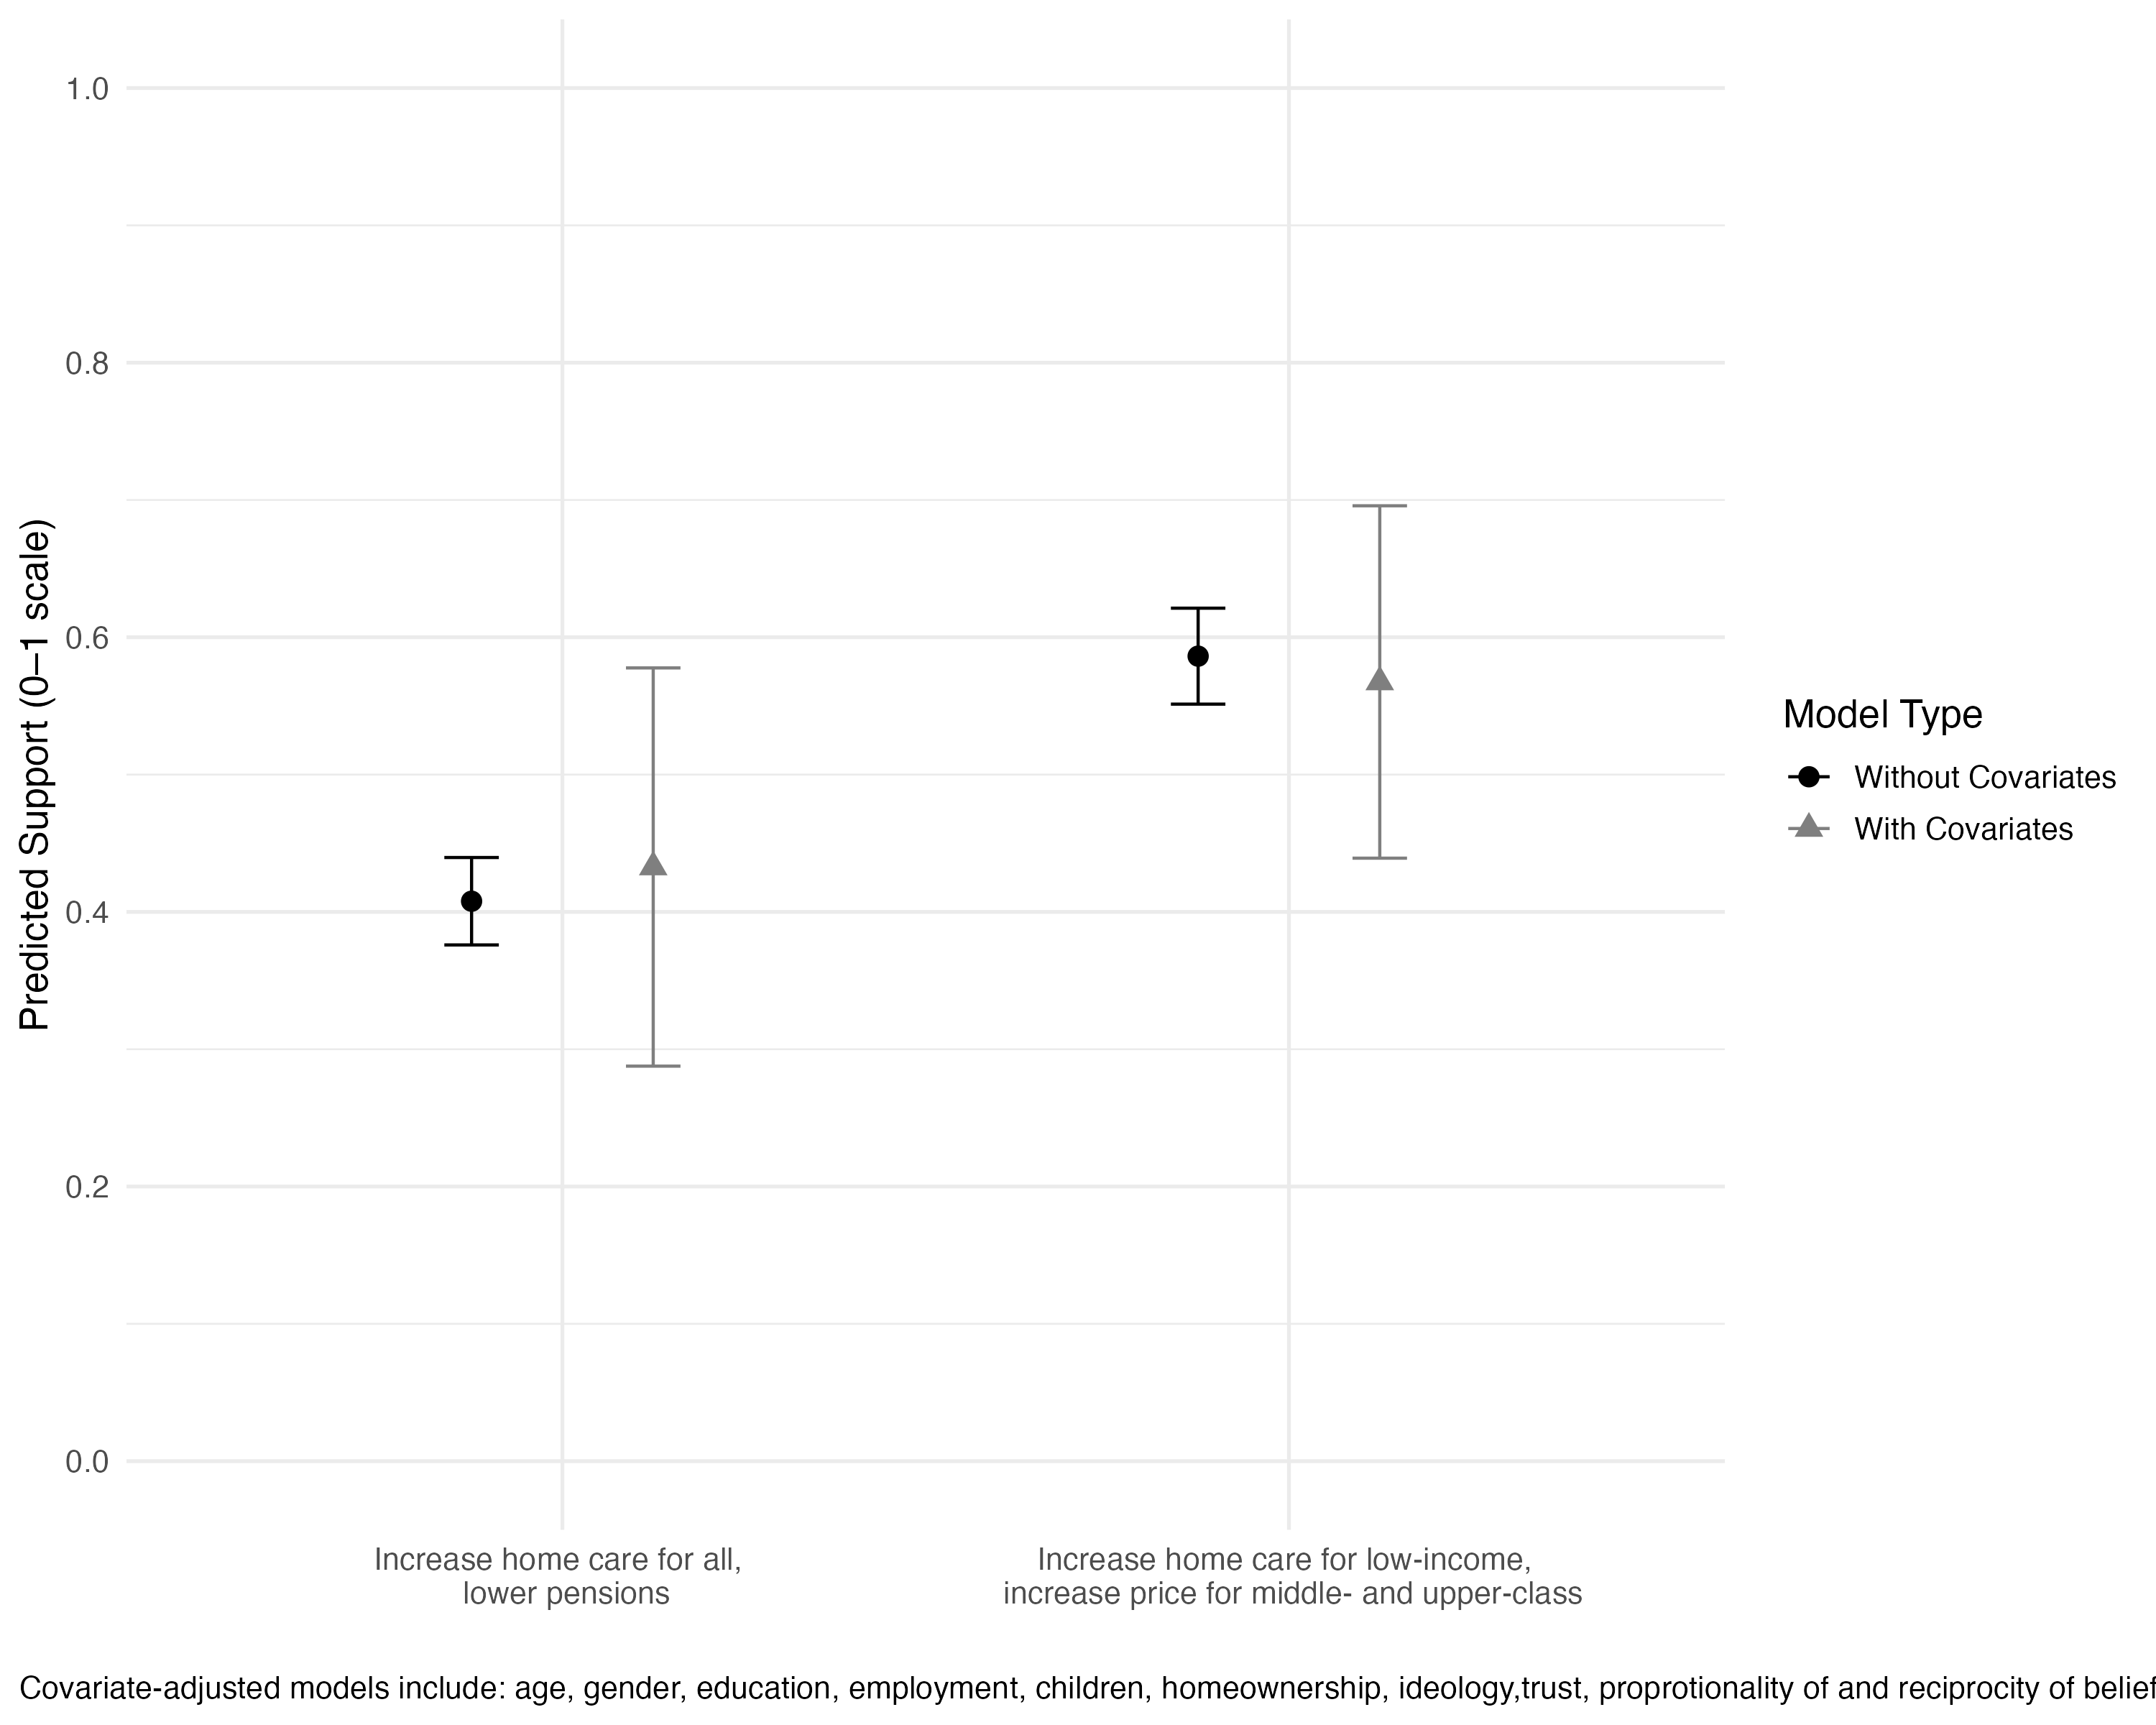 1.0
0.8
0.6
0.4
0.2
0.0
Predicted Support (0–1 scale)
Model Type
Without Covariates
With Covariates
Increase home care for all,
lower pensions
Increase home care for low-income,
increase price for middle- and upper-class
Covariate-adjusted models include: age, gender, education, employment, children, homeownership, ideology,trust, proprotionality of and reciprocity of belief